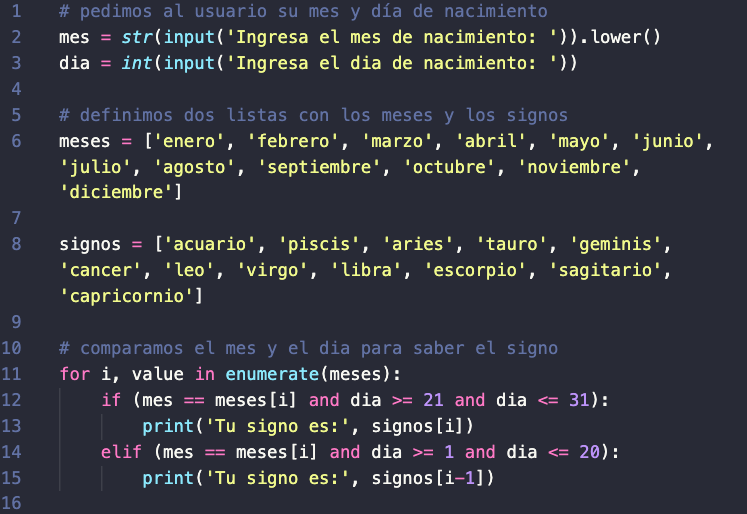 1 # pedimos al usuario su mes y día de nacimiento
2 mes = str(input('Ingresa el mes de nacimiento: ')).lower()
3 dia = int(input('Ingresa el dia de nacimiento: '))
4
5 # definimos dos listas con los meses y los signos
6 meses = ['enero', 'febrero', 'marzo', 'abril', 'mayo', 'junio',
'julio', 'agosto', 'septiembre', 'octubre', 'noviembre',
'diciembre']
7
8 signos = ['acuario', 'piscis', 'aries', 'tauro', 'geminis',
'cancer', 'leo', 'virgo', 'libra', 'escorpio', 'sagitario',
'capricornio']
9
10 # comparamos el mes y el dia para saber el signo
11 for i, value in enumerate(meses):
12     if (mes == meses[i] and dia >= 21 and dia <= 31):
13         print('Tu signo es:', signos[i])
14     elif (mes == meses[i] and dia >= 1 and dia <= 20):
15         print('Tu signo es:', signos[i-1])
16